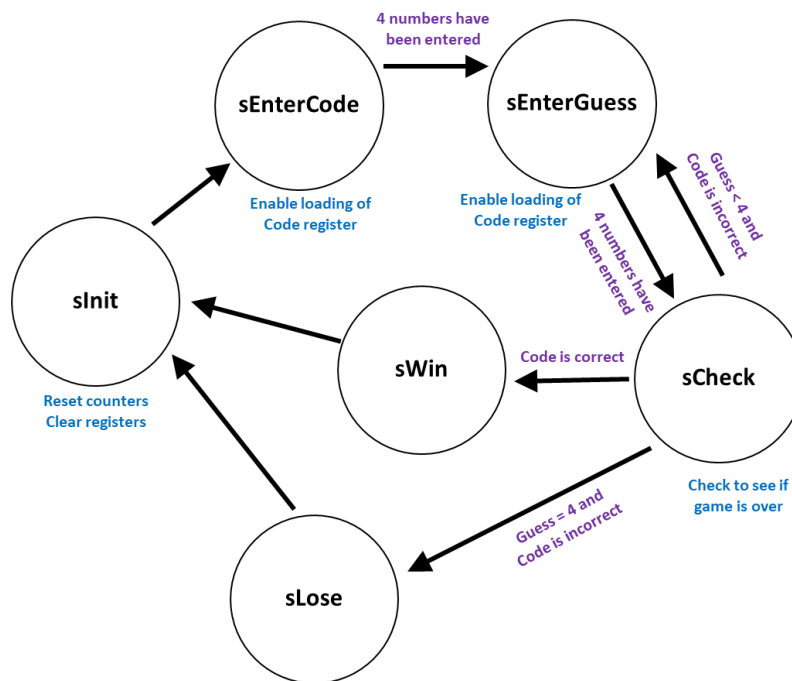 4 numbers have
been entered
sEnterCode
sEnterGuess
Enable loading of
Code register
Enable loading of
Code register
Guess < 4 and
Code is incorrect
4 numbers have
been entered
sInit
Reset counters
Clear registers
sWin
Code is correct
sCheck
Check to see if
game is over
Guess = 4 and
Code is incorrect
sLose